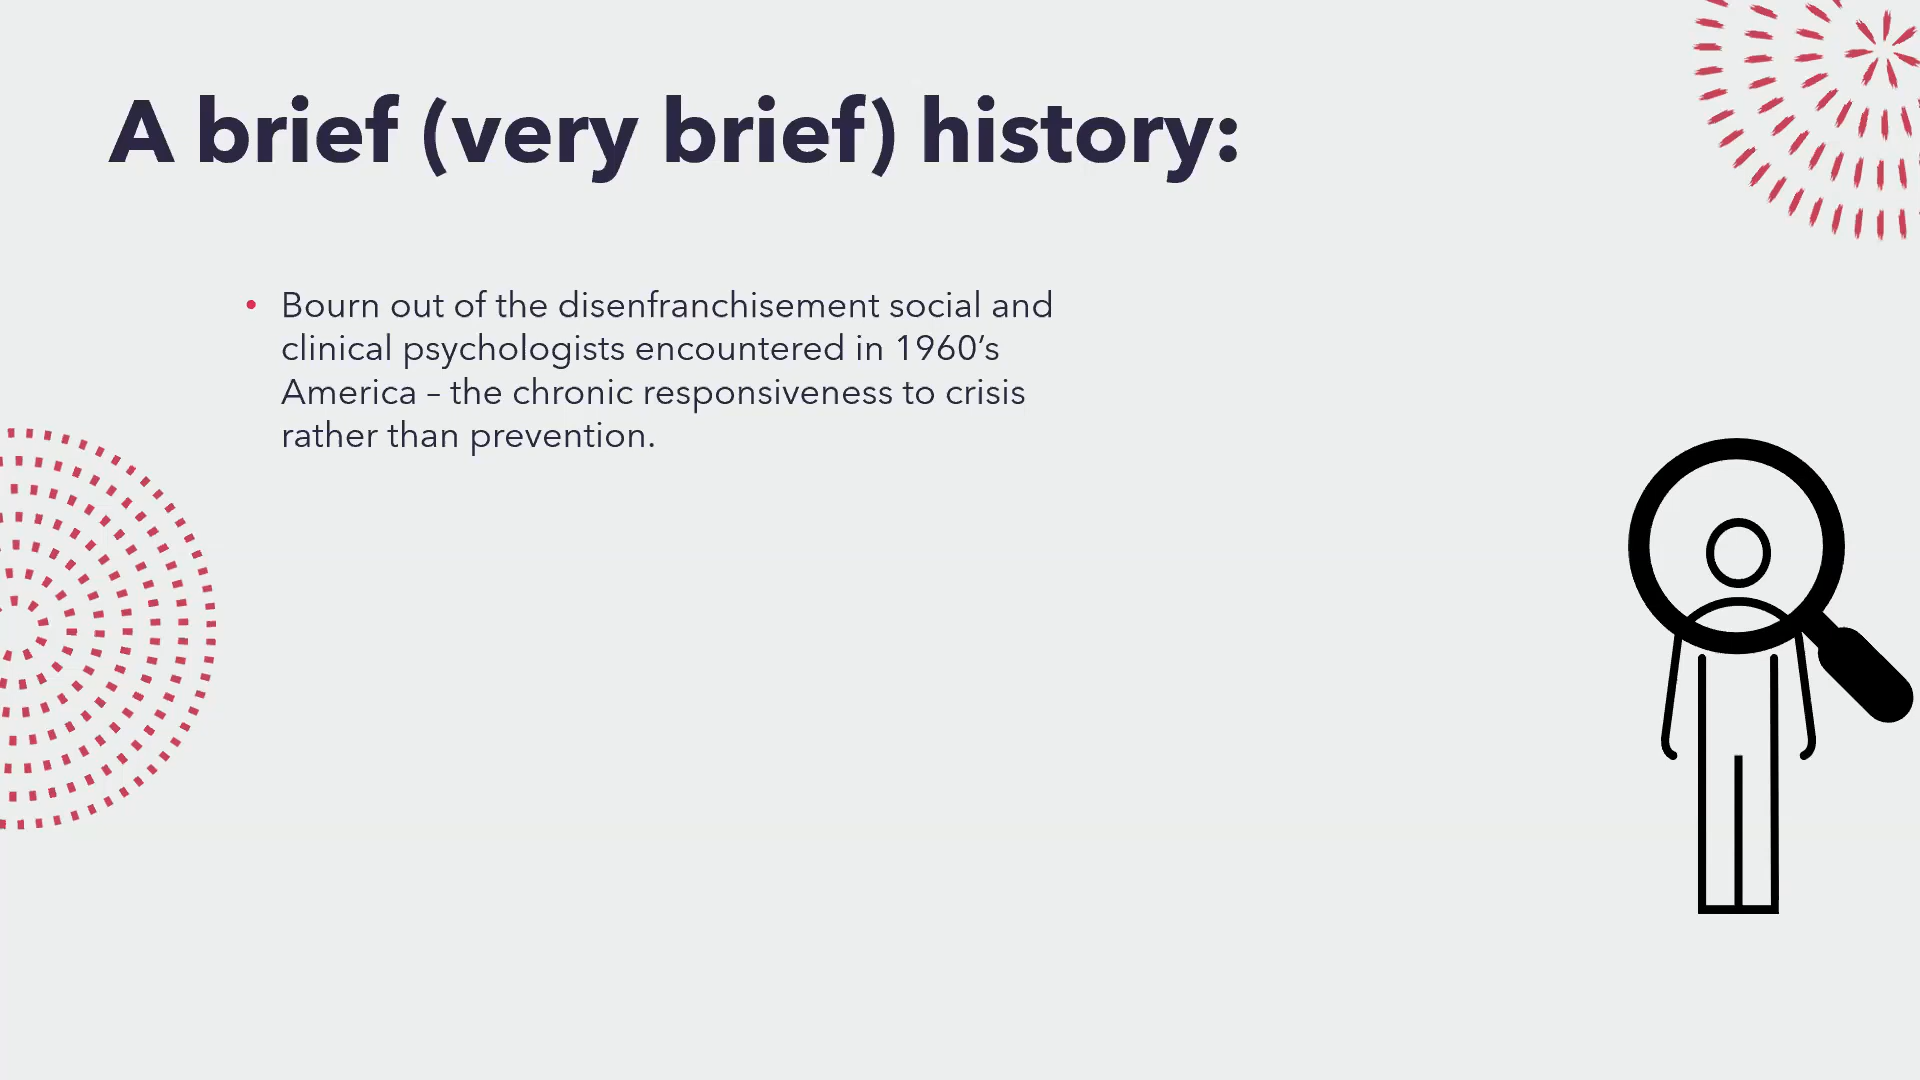 A brief (very brief) history:
• Bourn out of the disenfranchisement social and
clinical psychologists encountered in 1960’s
America – the chronic responsiveness to crisis
rather than prevention.